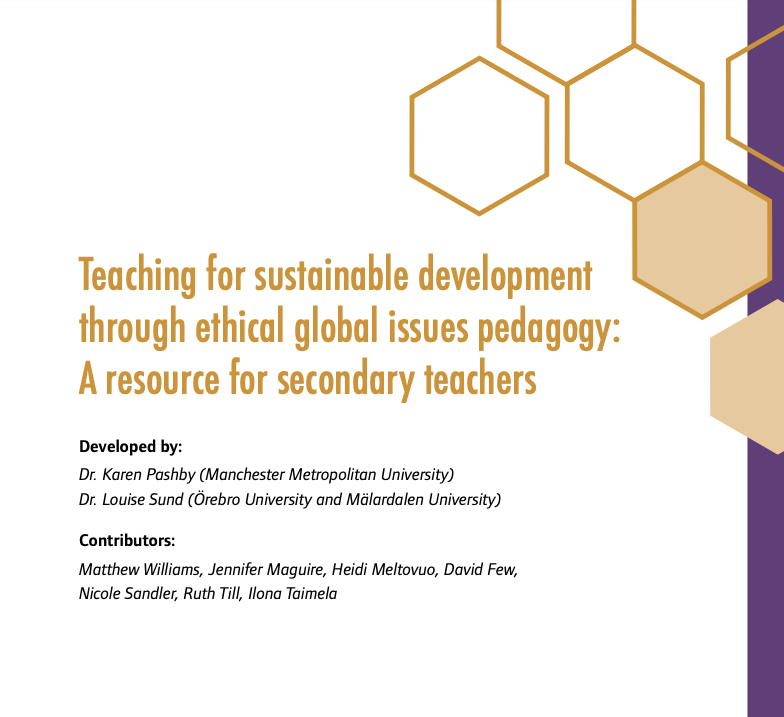 Teaching for sustainable development
through ethical global issues pedagogy:
A resource for secondary teachers
Developed by:
Dr. Karen Pashby (Manchester Metropolitan University)
Dr. Louise Sund (Örebro University and Mälardalen University)
Contributors:
Matthew Williams, Jennifer Maguire, Heidi Meltovuo, David Few,
Nicole Sandler, Ruth Till, Ilona Taimela